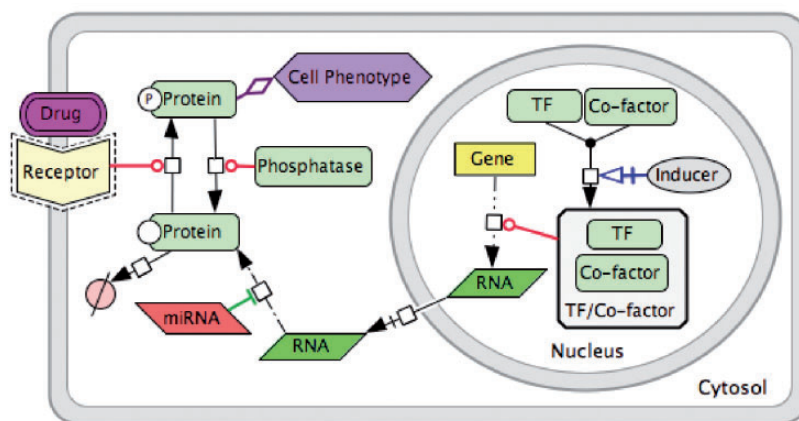 Drug
Receptor
P
Protein
Cell Phenotype
Phosphatase
Protein
miRNA
RNA
Gene
RNA
TF
Co-factor
Inducer
TF
Co-factor
TF/Co-factor
Nucleus
Cytosol